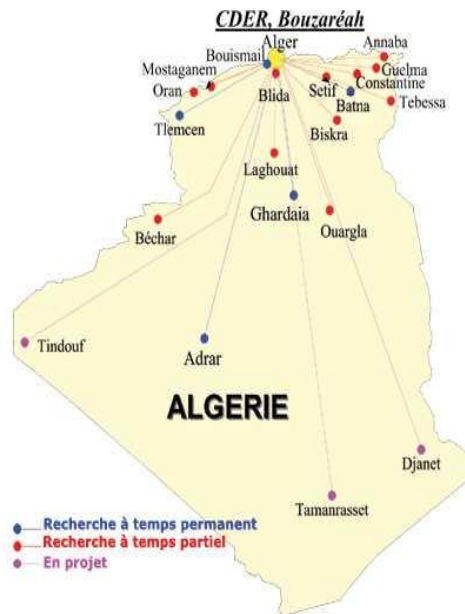 CDER, Bouzaréah
Alger
Annaba
Bouismail
Guelma
Mostaganem
Constantine
Oran
Setif
Blida
Batna
Tebessa
Tlemcen
Biskra
Laghouat
Ghardaia
Ouargla
Béchar
Tindouf
Adrar
ALGERIE
Djanet
Tamanrasset
Recherche à temps permanent
Recherche à temps partiel
En projet